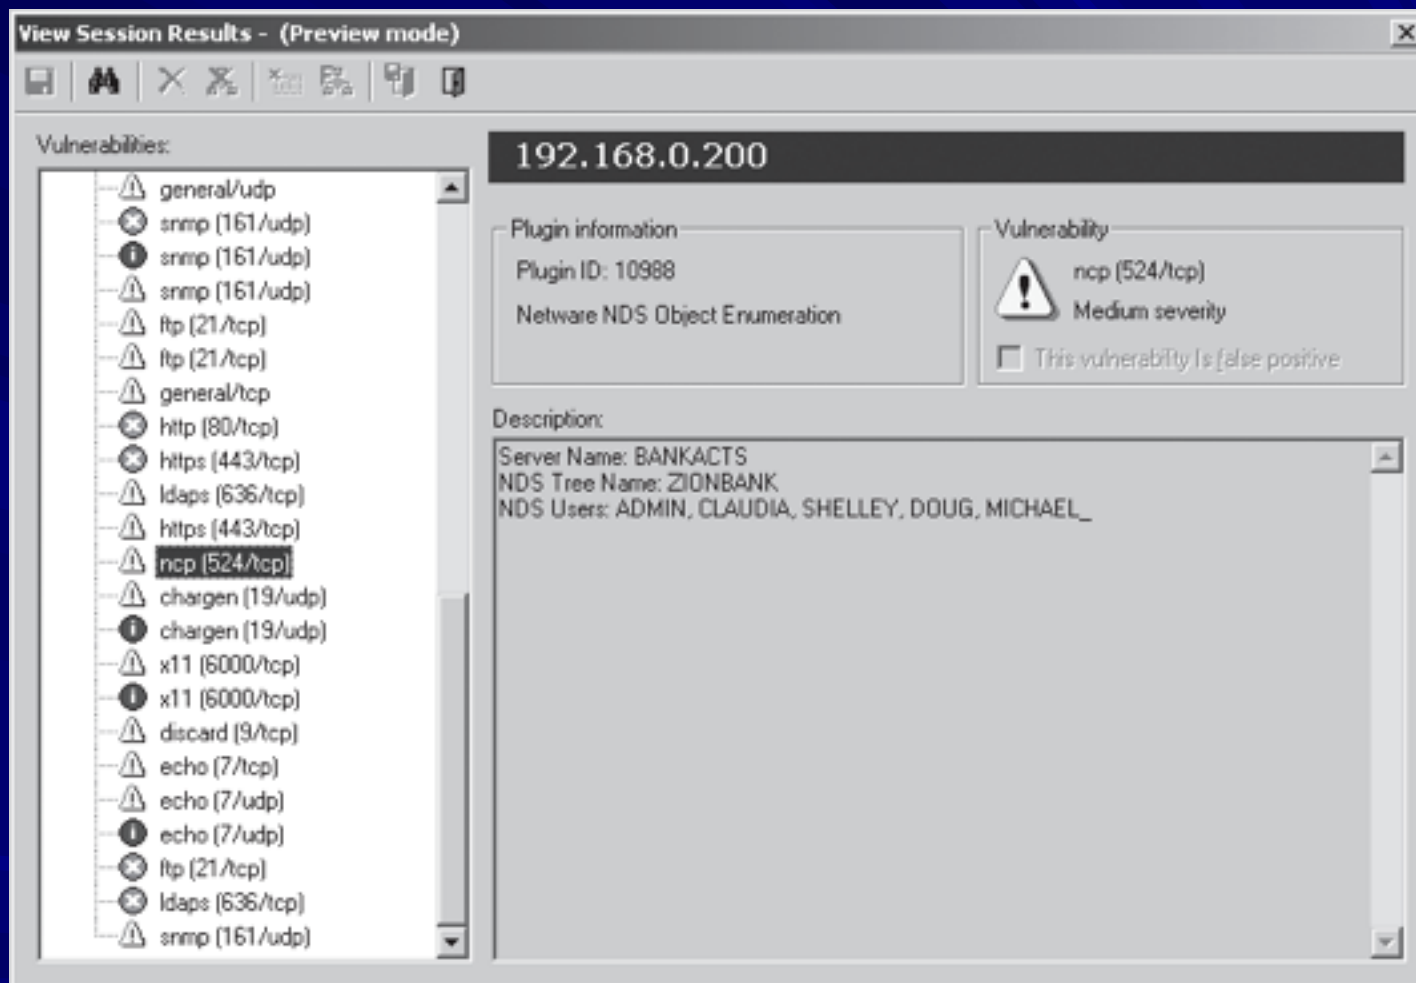 View Session Results - (Preview mode)
Vulnerabilities:
general/udp
snmp (161/udp)
snmp (161/udp)
snmp (161/udp)
ftp (21/tcp)
ftp (21/tcp)
general/tcp
http (80/tcp)
https (443/tcp)
ldaps (636/tcp)
https (443/tcp)
ncp (524/tcp)
chargen (19/udp)
chargen (19/udp)
x11 (6000/tcp)
x11 (6000/tcp)
discard (9/tcp)
echo (7/tcp)
echo (7/udp)
echo (7/udp)
ftp (21/tcp)
ldaps (636/tcp)
snmp (161/udp)
192.168.0.200
Plugin information
Plugin ID: 10988
Netware NDS Object Enumeration
Vulnerability
ncp (524/tcp)
Medium severity
This vulnerability is false positive
Description:
Server Name: BANKACTS
NDS Tree Name: ZIONBANK
NDS Users: ADMIN, CLAUDIA, SHELLEY, DOUG, MICHAEL_